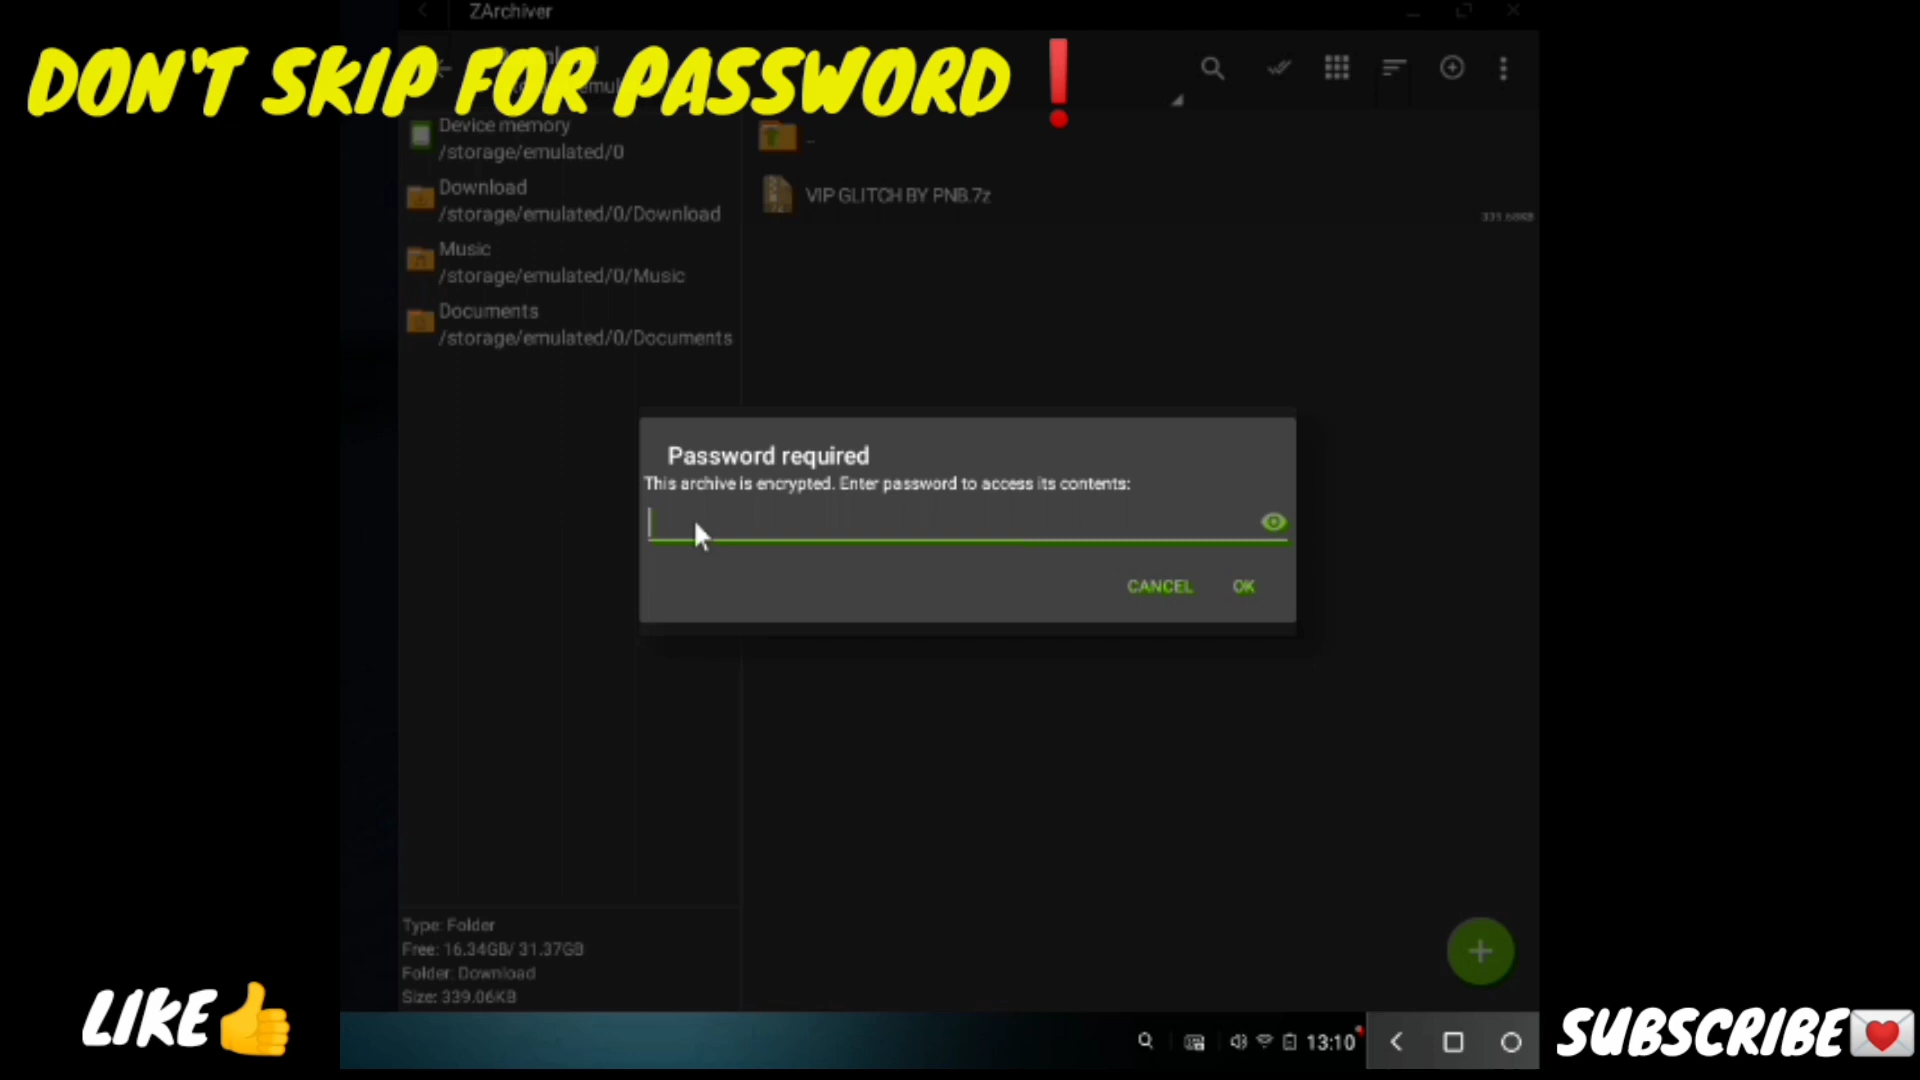 ZArchiver
DON'T SKIP FOR PASSWORD❗
Device memory
/storage/emulated/0
Download
/storage/emulated/0/Download
Music
/storage/emulated/0/Music
Documents
/storage/emulated/0/Documents
..
VIP GLITCH BY PNB.7z
Password required
This archive is encrypted. Enter password to access its contents:
CANCEL OK
Type: Folder
Free: 16.34GB/ 31.37GB
Folder: Download
Size: 339.06KB
LIKE👍
13:10
SUBSCRIBE💌